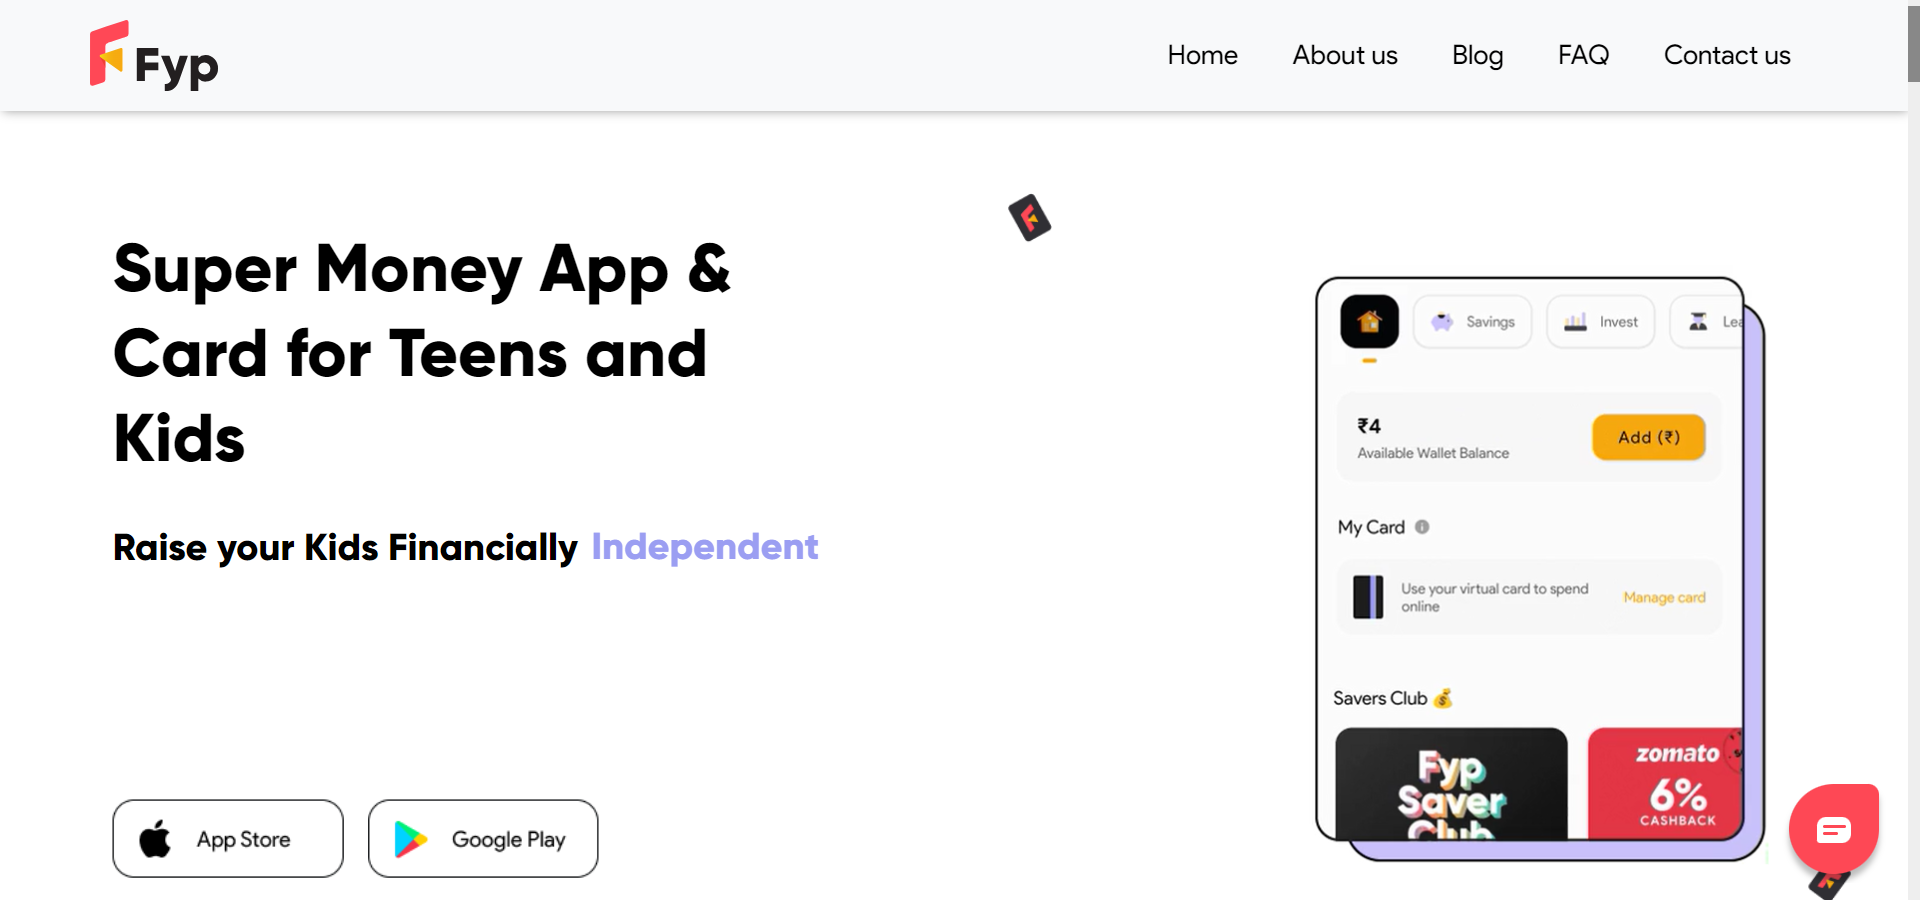 Fyp
Home
About us
Blog
FAQ
Contact us
Super Money App &
Card for Teens and
Kids
Raise your Kids Financially Independent
App Store
Google Play
Savings
Invest
₹4
Available Wallet Balance
Add (₹)
My Card
Use your virtual card to spend
online
Manage card
Savers Club
Fyp
Saver
Club
zomato
6%
CASHBACK